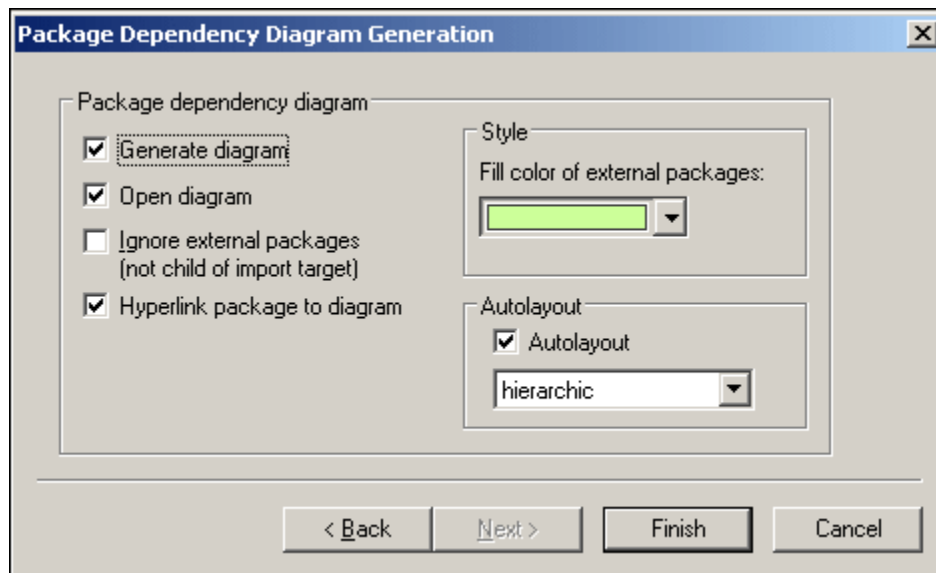 Package Dependency Diagram Generation
Package dependency diagram
Generate diagram
Open diagram
Ignore external packages
(not child of import target)
Hyperlink package to diagram
Style
Fill color of external packages:
Autolayout
Autolayout
hierarchic
< Back
Next >
Finish
Cancel